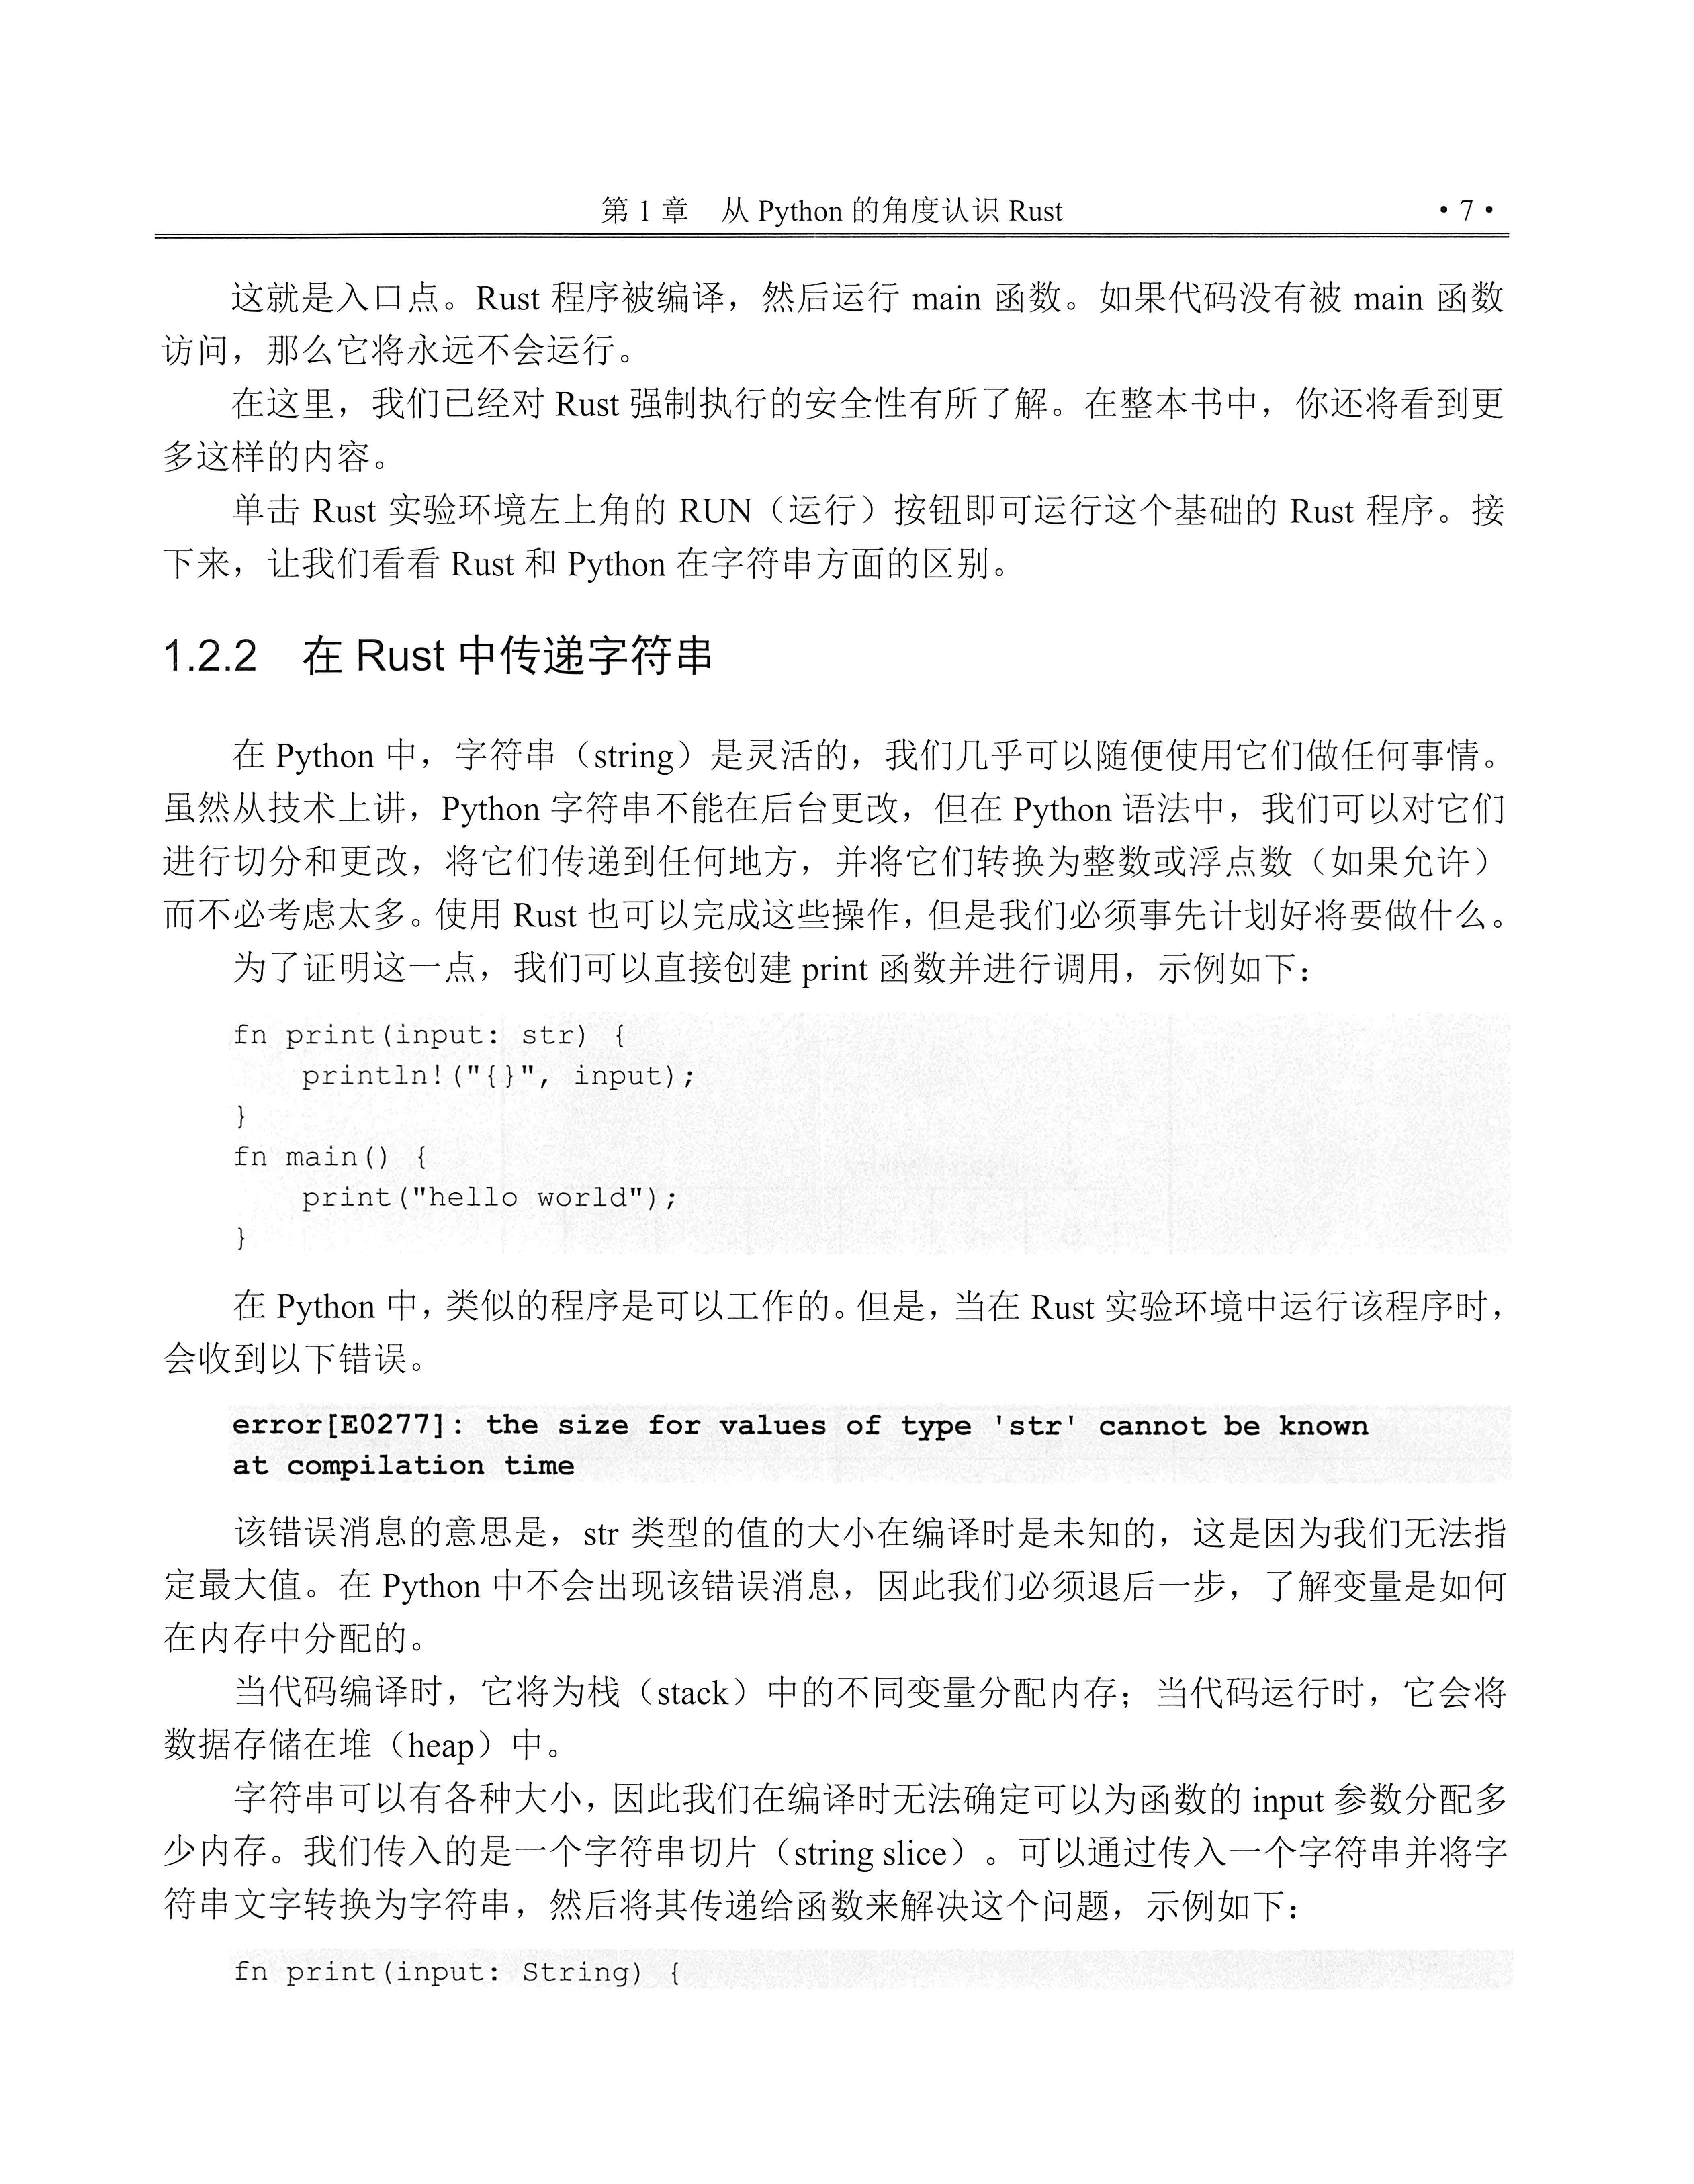 第 1 章　从 Python 的角度认识 Rust　• 7 •
这就是入口点。Rust 程序被编译，然后运行 main 函数。如果代码没有被 main 函数
访问，那么它将永远不会运行。
在这里，我们已经对 Rust 强制执行的安全性有所了解。在整本书中，你还将看到更
多这样的内容。
单击 Rust 实验环境左上角的 RUN（运行）按钮即可运行这个基础的 Rust 程序。接
下来，让我们看看 Rust 和 Python 在字符串方面的区别。
1.2.2　在 Rust 中传递字符串
在 Python 中，字符串（string）是灵活的，我们几乎可以随便使用它们做任何事情。
虽然从技术上讲，Python 字符串不能在后台更改，但在 Python 语法中，我们可以对它们
进行切分和更改，将它们传递到任何地方，并将它们转换为整数或浮点数（如果允许）
而不必考虑太多。使用 Rust 也可以完成这些操作，但是我们必须事先计划好将要做什么。
为了证明这一点，我们可以直接创建 print 函数并进行调用，示例如下：
fn print(input: str) {
    println!("{}", input);
}
fn main() {
    print("hello world");
}
在 Python 中，类似的程序是可以工作的。但是，当在 Rust 实验环境中运行该程序时，
会收到以下错误。
error[E0277]: the size for values of type 'str' cannot be known
at compilation time
该错误消息的意思是，str 类型的值的大小在编译时是未知的，这是因为我们无法指
定最大值。在 Python 中不会出现该错误消息，因此我们必须退后一步，了解变量是如何
在内存中分配的。
当代码编译时，它将为栈（stack）中的不同变量分配内存；当代码运行时，它会将
数据存储在堆（heap）中。
字符串可以有各种大小，因此我们在编译时无法确定可以为函数的 input 参数分配多
少内存。我们传入的是一个字符串切片（string slice）。可以通过传入一个字符串并将字
符串文字转换为字符串，然后将其传递给函数来解决这个问题，示例如下：
fn print(input: String) {